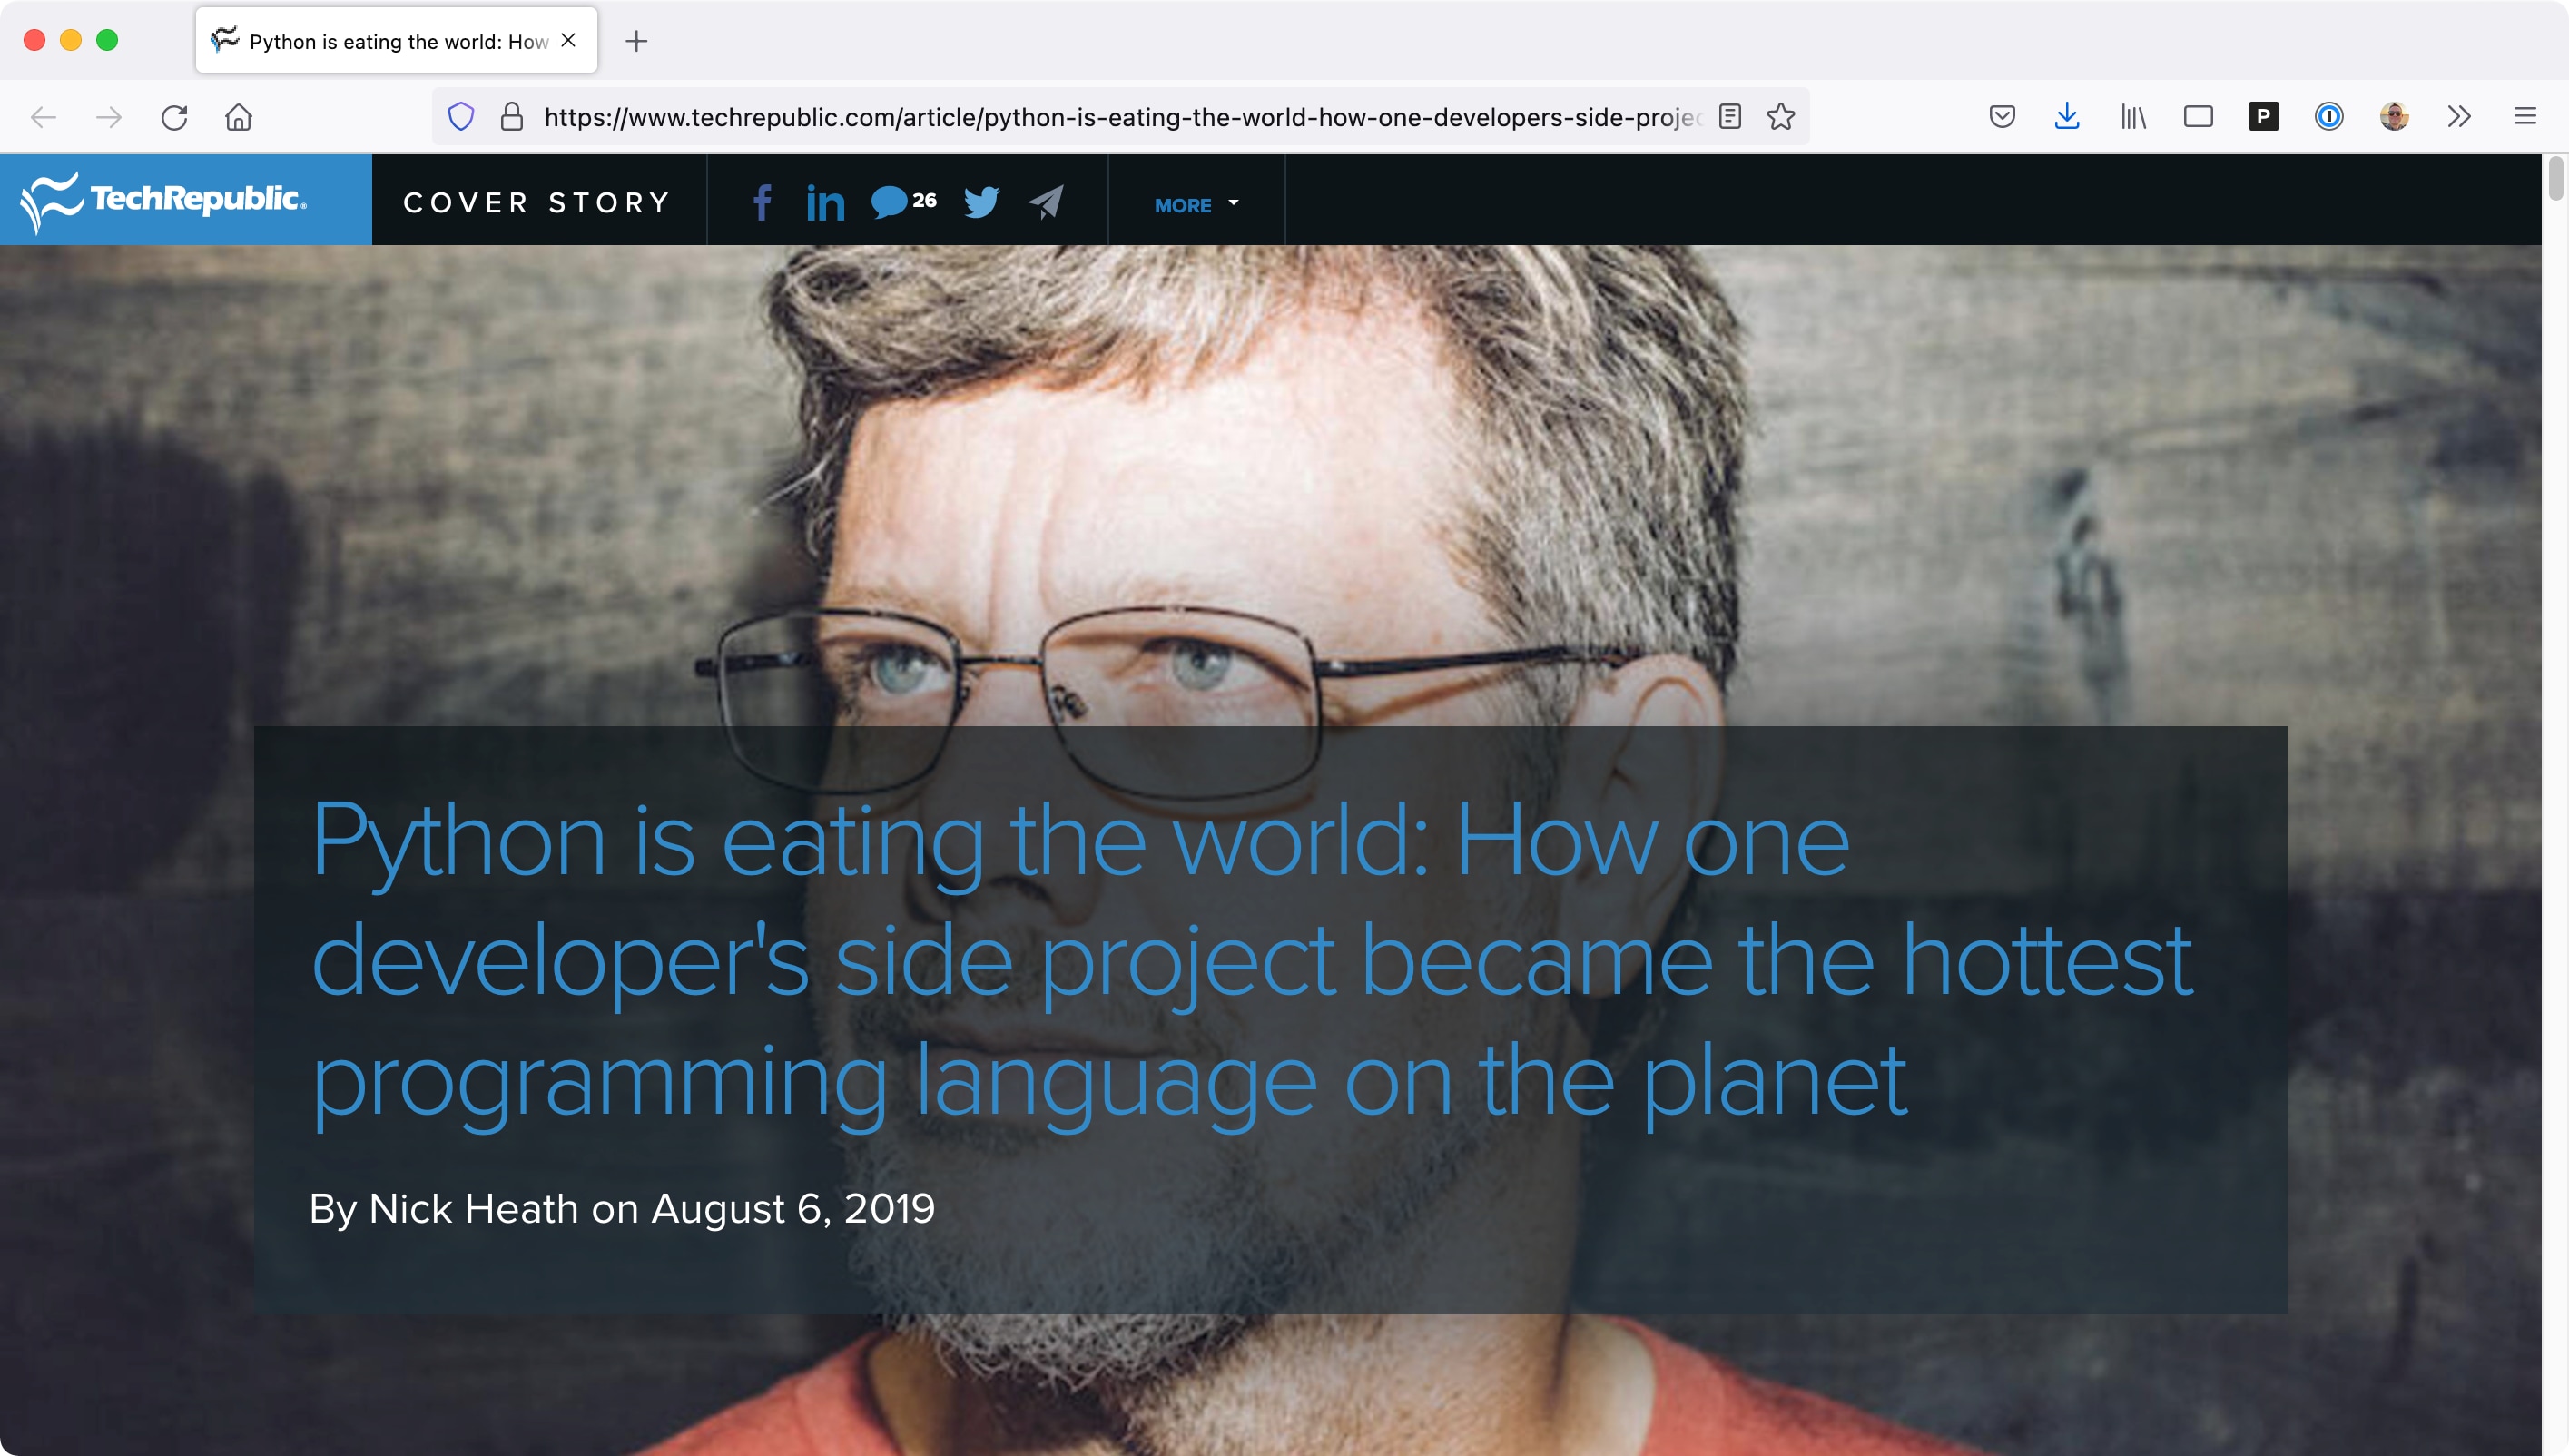 Python is eating the world: How
https://www.techrepublic.com/article/python-is-eating-the-world-how-one-developers-side-projec
P
TechRepublic.
COVER STORY
f
in
26
MORE
Python is eating the world: How one
developer's side project became the hottest
programming language on the planet
By Nick Heath on August 6, 2019